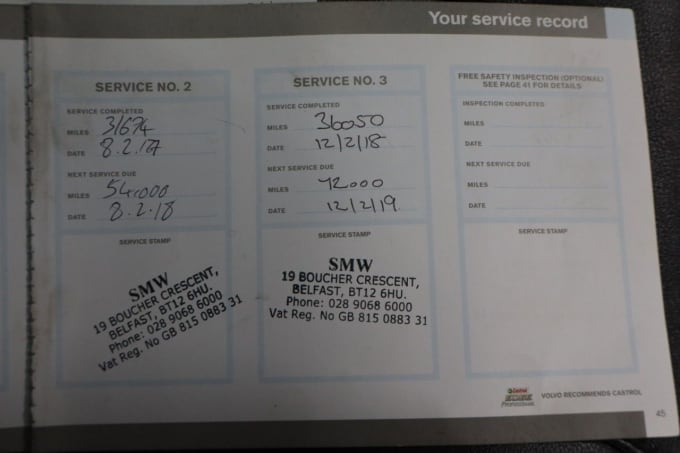 Your service record
SERVICE NO. 2
SERVICE COMPLETED
MILES 31674
DATE 8.2.17
NEXT SERVICE DUE
MILES 54,000
DATE 8.2.18
SERVICE STAMP
SMW
19 BOUCHER CRESCENT,
BELFAST, BT12 6HU.
Phone: 028 9068 6000
Vat Reg. No GB 815 0883 31
SERVICE NO. 3
SERVICE COMPLETED
MILES 36050
DATE 12/2/18
NEXT SERVICE DUE
MILES 72000
DATE 12/2/19
SERVICE STAMP
SMW
19 BOUCHER CRESCENT,
BELFAST, BT12 6HU.
Phone: 028 9068 6000
Vat Reg. No GB 815 0883 31
FREE SAFETY INSPECTION (OPTIONAL)
SEE PAGE 41 FOR DETAILS
INSPECTION COMPLETED
MILES
DATE
NEXT SERVICE DUE
MILES
DATE
SERVICE STAMP
Castrol
EDGE
Professional
VOLVO RECOMMENDS CASTROL
45